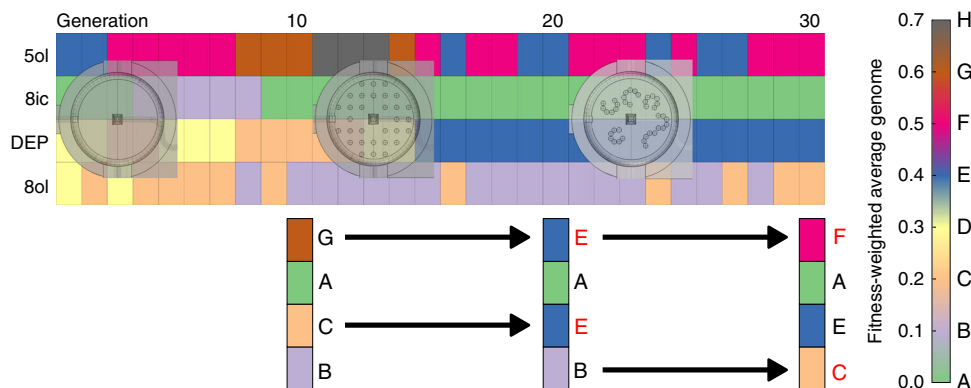 Generation 10 20 30
5ol
8ic
DEP
8ol
G E F
A A A
C E E
B B C
Fitness-weighted average genome
0.7 H
0.6 G
0.5 F
0.4 E
0.3 D
0.2 C
0.1 B
0.0 A